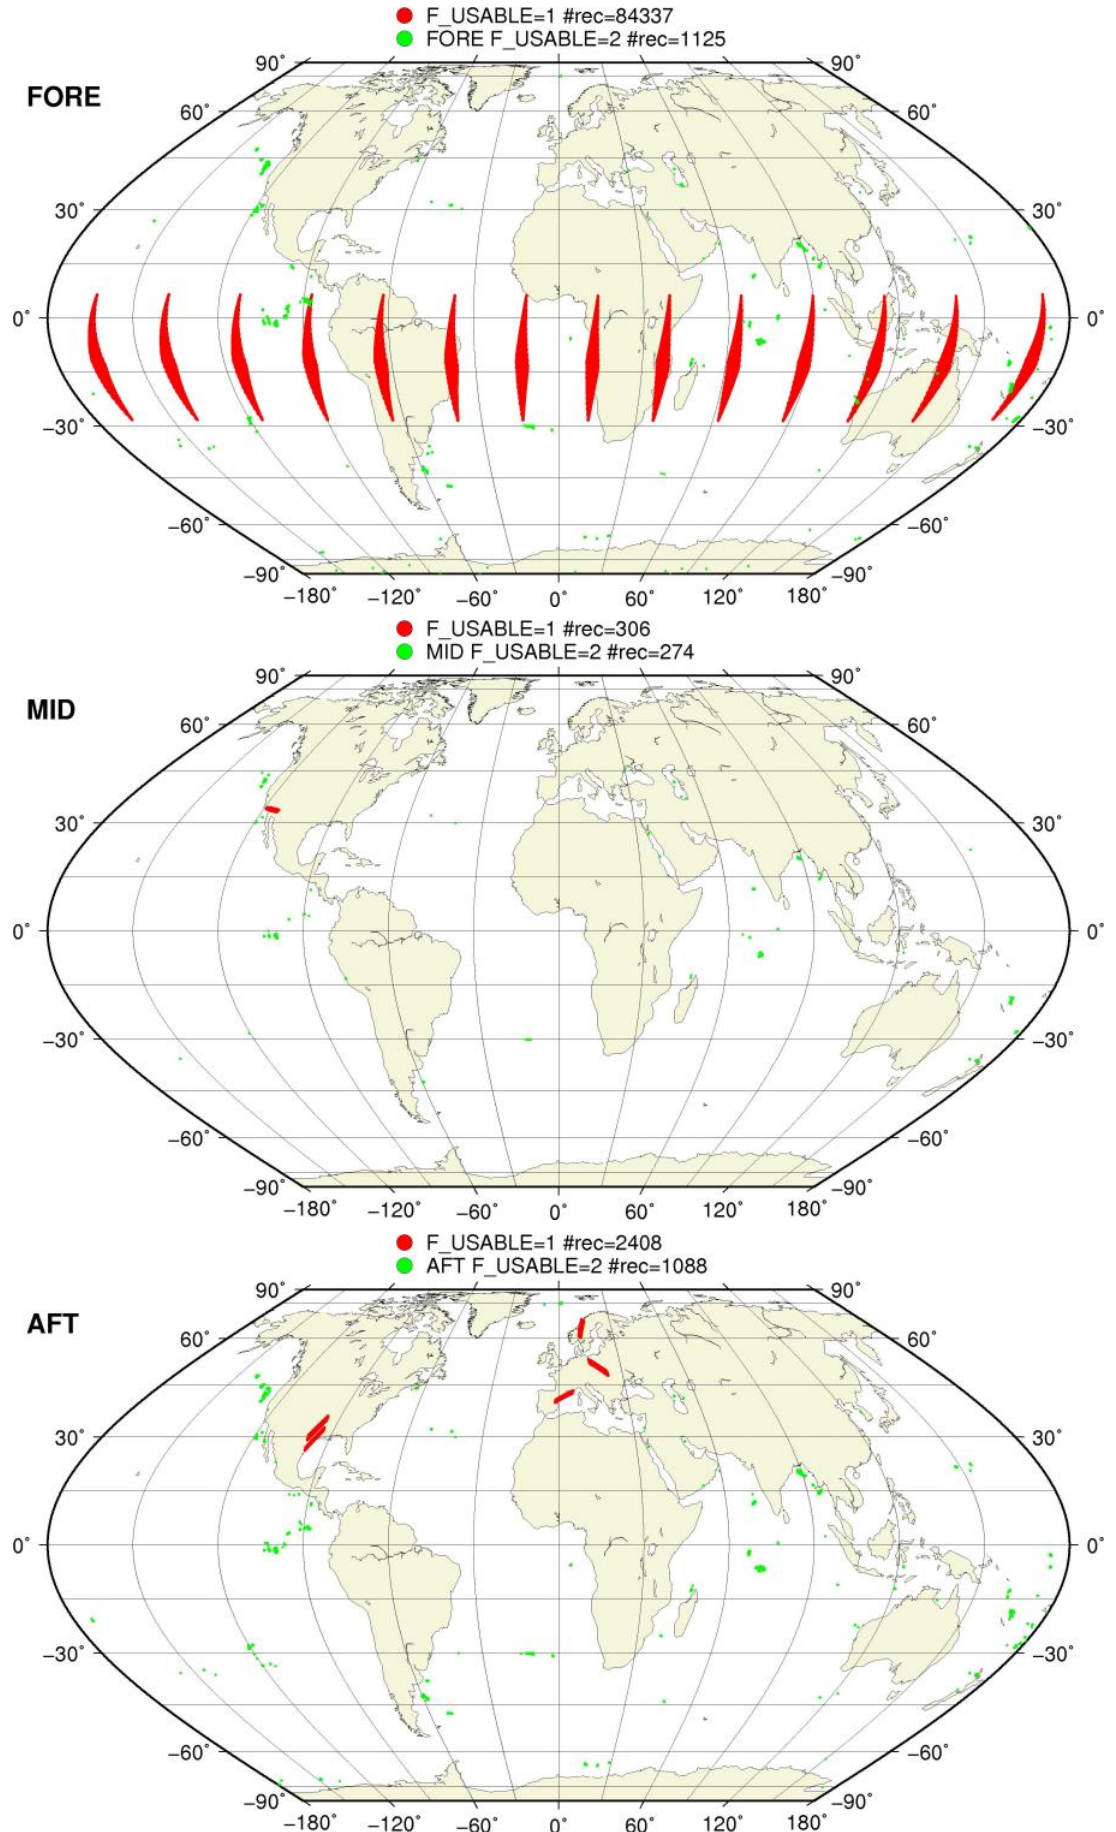 F_USABLE=1 #rec=84337
FORE F_USABLE=2 #rec=1125
FORE
90° 90°
60° 60°
30° 30°
0° 0°
−30° −30°
−60° −60°
−90° −90°
−180° −120° −60° 0° 60° 120° 180°
F_USABLE=1 #rec=306
MID F_USABLE=2 #rec=274
MID
90° 90°
60° 60°
30° 30°
0° 0°
−30° −30°
−60° −60°
−90° −90°
−180° −120° −60° 0° 60° 120° 180°
F_USABLE=1 #rec=2408
AFT F_USABLE=2 #rec=1088
AFT
90° 90°
60° 60°
30° 30°
0° 0°
−30° −30°
−60° −60°
−90° −90°
−180° −120° −60° 0° 60° 120° 180°